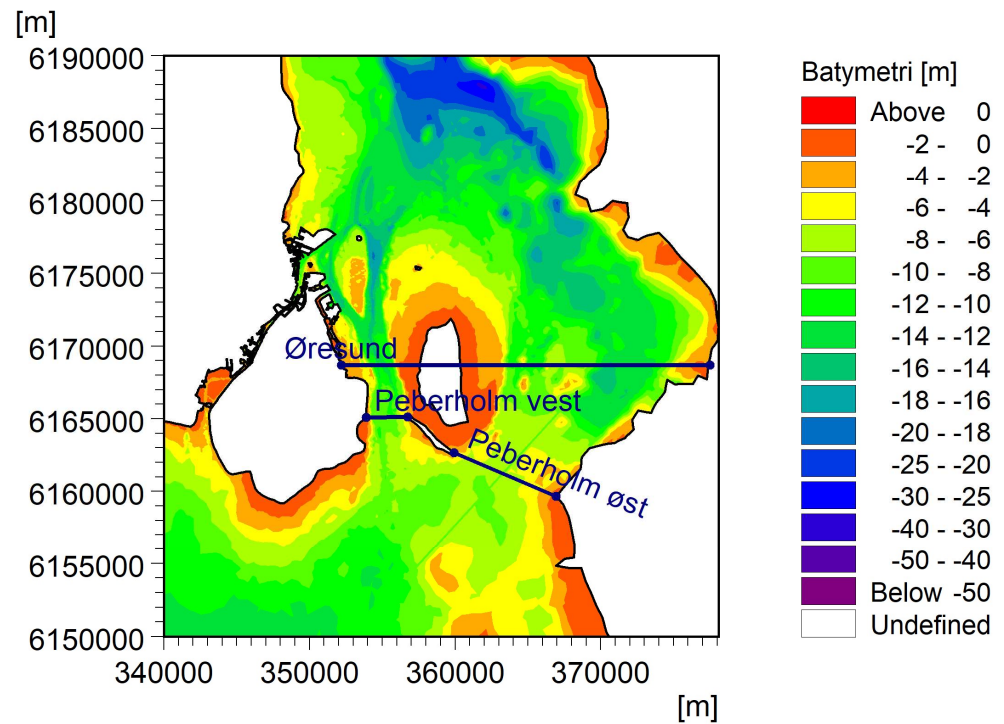 [m]
6190000
6185000
6180000
6175000
6170000
6165000
6160000
6155000
6150000
340000 350000 360000 370000
[m]
Øresund
Peberholm vest
Peberholm øst
Batymetri [m]
Above 0
-2 - 0
-4 - -2
-6 - -4
-8 - -6
-10 - -8
-12 - -10
-14 - -12
-16 - -14
-18 - -16
-20 - -18
-25 - -20
-30 - -25
-40 - -30
-50 - -40
Below -50
Undefined